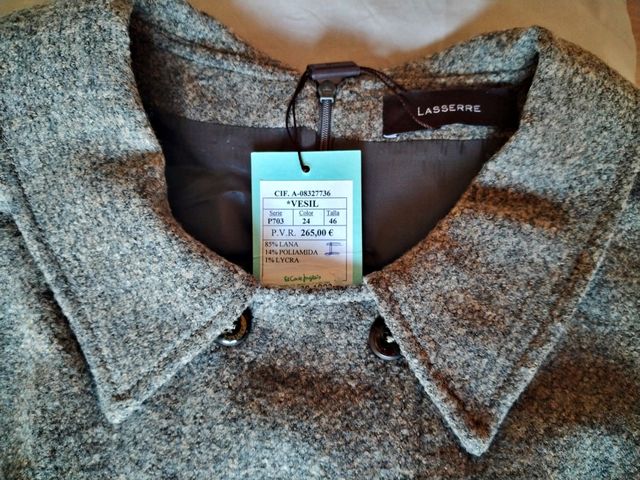 LASSERRE
CIF. A-08327736
*VESIL
Serie Color Talla
P703 24 46
P.V.R. 265,00 €
85% LANA
14% POLIAMIDA
1% LYCRA
El Corte Inglés